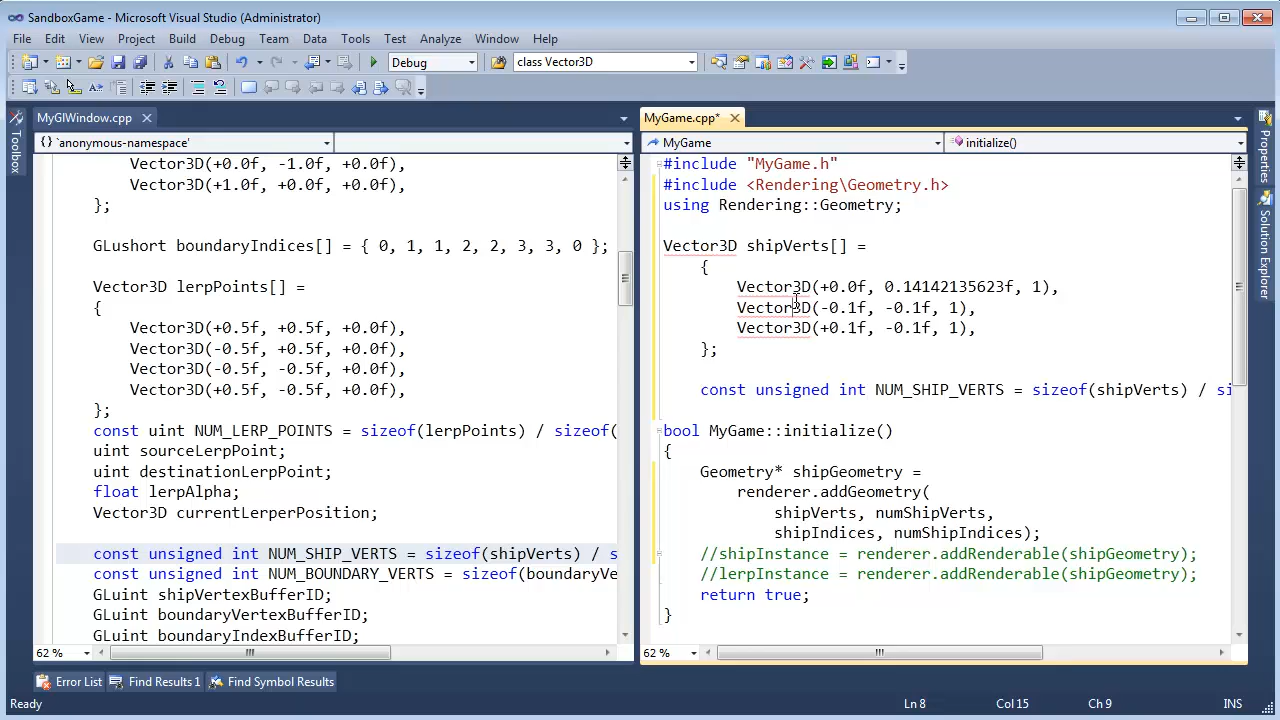 SandboxGame - Microsoft Visual Studio (Administrator)
File Edit View Project Build Debug Team Data Tools Test Analyze Window Help
Debug class Vector3D
MyGlWindow.cpp
Toolbox
`anonymous-namespace'
Vector3D(+0.0f, -1.0f, +0.0f),
Vector3D(+1.0f, +0.0f, +0.0f),
};
GLushort boundaryIndices[] = { 0, 1, 1, 2, 2, 3, 3, 0 };
Vector3D lerpPoints[] =
{
Vector3D(+0.5f, +0.5f, +0.0f),
Vector3D(-0.5f, +0.5f, +0.0f),
Vector3D(-0.5f, -0.5f, +0.0f),
Vector3D(+0.5f, -0.5f, +0.0f),
};
const uint NUM_LERP_POINTS = sizeof(lerpPoints) / sizeof(
uint sourceLerpPoint;
uint destinationLerpPoint;
float lerpAlpha;
Vector3D currentLerperPosition;
const unsigned int NUM_SHIP_VERTS = sizeof(shipVerts) / s
const unsigned int NUM_BOUNDARY_VERTS = sizeof(boundaryVe
GLuint shipVertexBufferID;
GLuint boundaryVertexBufferID;
GLuint boundaryIndexBufferID;
62 %
MyGame.cpp*
MyGame initialize()
#include "MyGame.h"
#include <Rendering\Geometry.h>
using Rendering::Geometry;
Vector3D shipVerts[] =
{
Vector3D(+0.0f, 0.14142135623f, 1),
Vector3D(-0.1f, -0.1f, 1),
Vector3D(+0.1f, -0.1f, 1),
};
const unsigned int NUM_SHIP_VERTS = sizeof(shipVerts) / si
bool MyGame::initialize()
{
Geometry* shipGeometry =
renderer.addGeometry(
shipVerts, numShipVerts,
shipIndices, numShipIndices);
//shipInstance = renderer.addRenderable(shipGeometry);
//lerpInstance = renderer.addRenderable(shipGeometry);
return true;
}
62 %
Properties
Solution Explorer
Error List Find Results 1 Find Symbol Results
Ready Ln 8 Col 15 Ch 9 INS